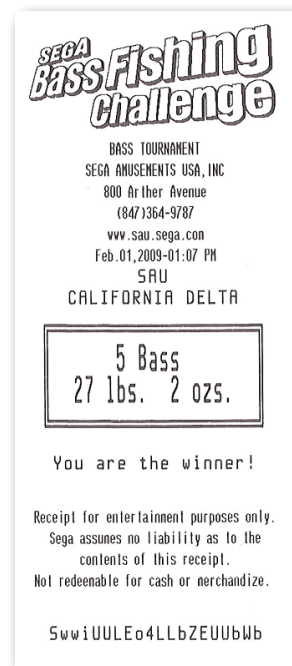 SEGA
Bass Fishing
Challenge
BASS TOURNAMENT
SEGA AMUSEMENTS USA,INC
800 Arther Avenue
(847)364-9787
www.sau.sega.com
Feb.01,2009-01:07 PM
SAU
CALIFORNIA DELTA
5 Bass
27 lbs. 2 ozs.
You are the winner!
Receipt for entertainment purposes only.
Sega assumes no liability as to the
contents of this receipt.
Not redeenable for cash or merchandize.
SwwiUULEo4LLbZEUUbWb